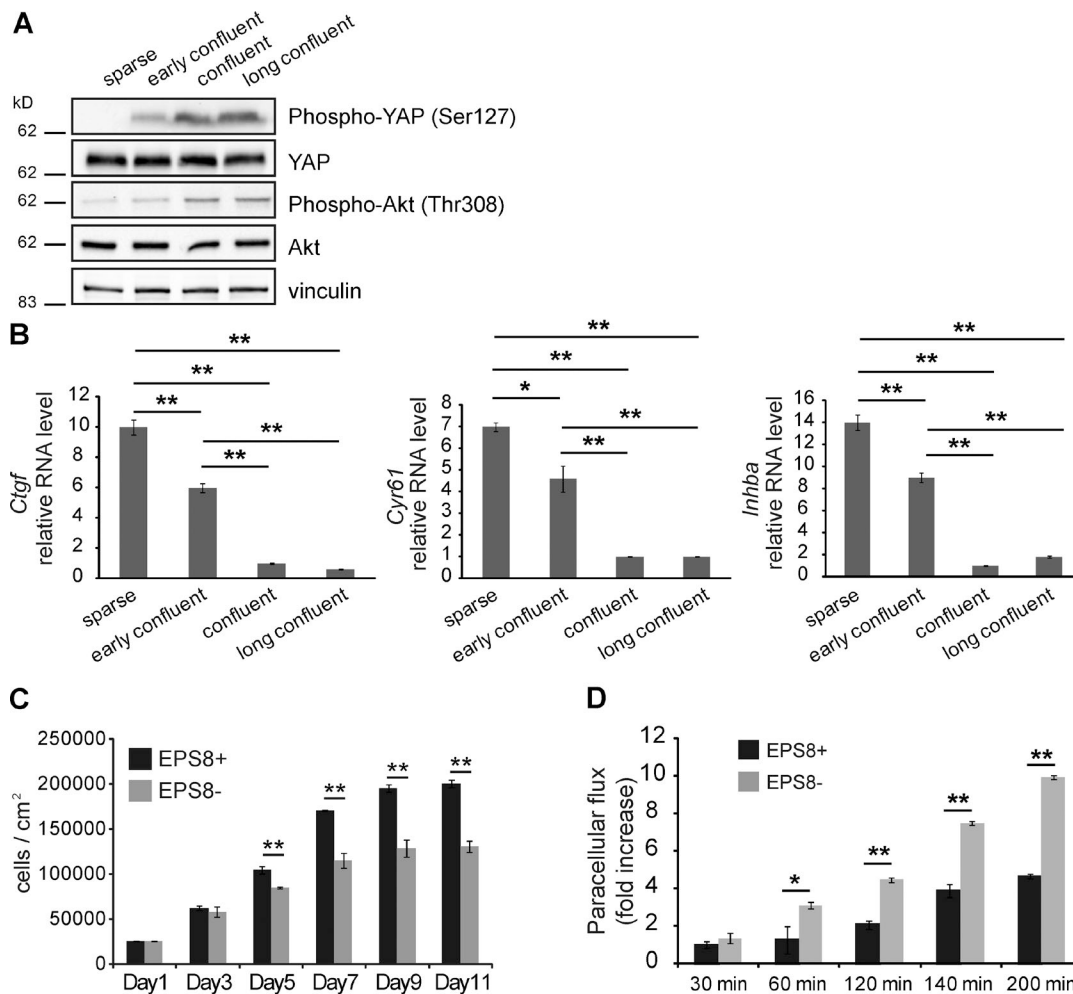 A
sparse
early confluent
confluent
long confluent
kD
62
Phospho-YAP (Ser127)
62
YAP
62
Phospho-Akt (Thr308)
62
Akt
83
vinculin
B
Ctgf
relative RNA level
12
10
8
6
4
2
0
** ** ** ** **
sparse
early confluent
confluent
long confluent
Cyr61
relative RNA level
8
7
6
5
4
3
2
1
0
** ** * ** **
sparse
early confluent
confluent
long confluent
Inhba
relative RNA level
16
14
12
10
8
6
4
2
0
** ** ** ** **
sparse
early confluent
confluent
long confluent
C
cells / cm²
250000
200000
150000
100000
50000
0
EPS8+
EPS8-
** ** ** **
Day1 Day3 Day5 Day7 Day9 Day11
D
Paracellular flux
(fold increase)
12
10
8
6
4
2
0
EPS8+
EPS8-
* ** ** **
30 min 60 min 120 min 140 min 200 min